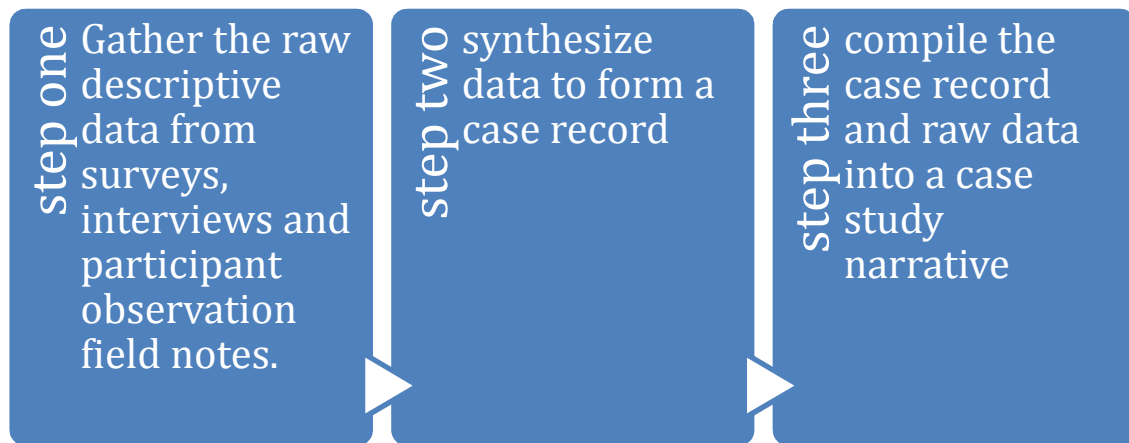 step one
Gather the raw
descriptive
data from
surveys,
interviews and
participant
observation
field notes.
step two
synthesize
data to form a
case record
step three
compile the
case record
and raw data
into a case
study
narrative